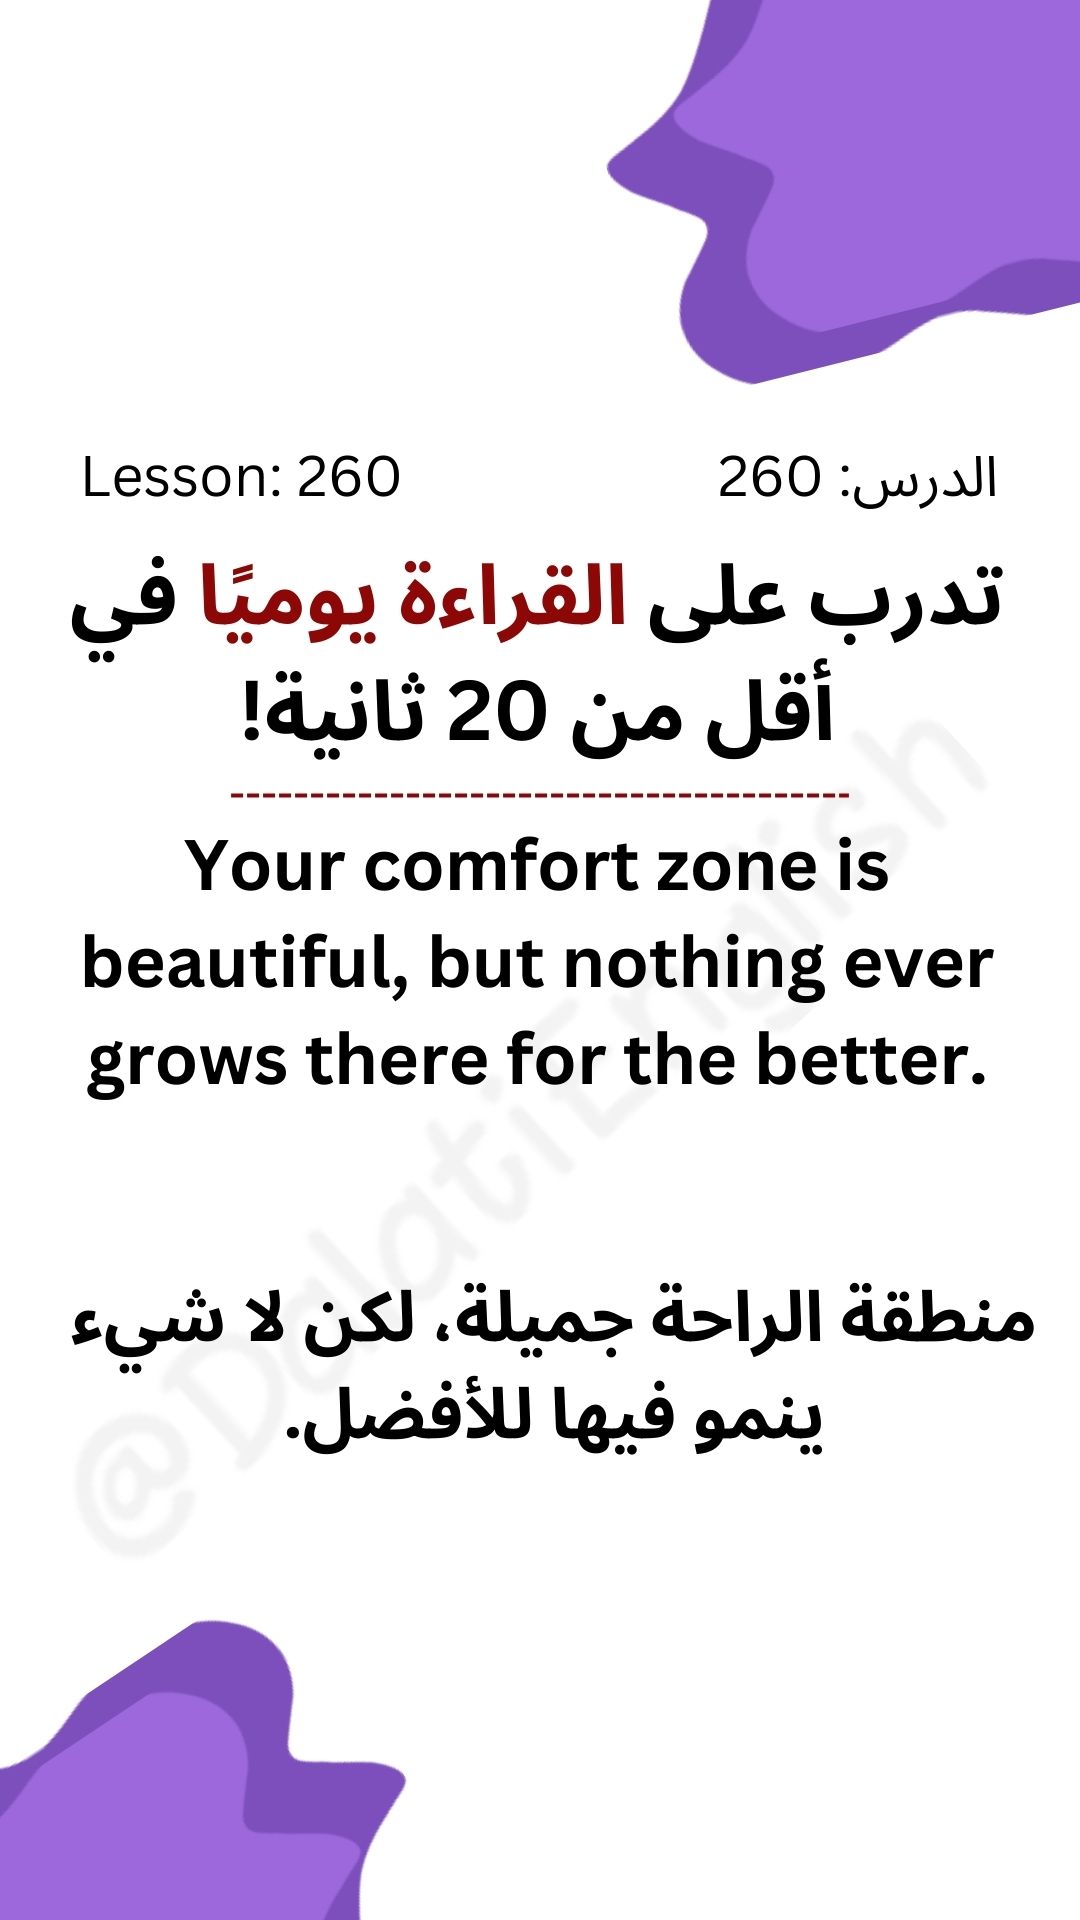 Lesson: 260
الدرس: 260
تدرب على القراءة يوميًا في
أقل من 20 ثانية!
---------------------------------------
Your comfort zone is
beautiful, but nothing ever
grows there for the better.
منطقة الراحة جميلة، لكن لا شيء
ينمو فيها للأفضل.
@DalatiEnglish